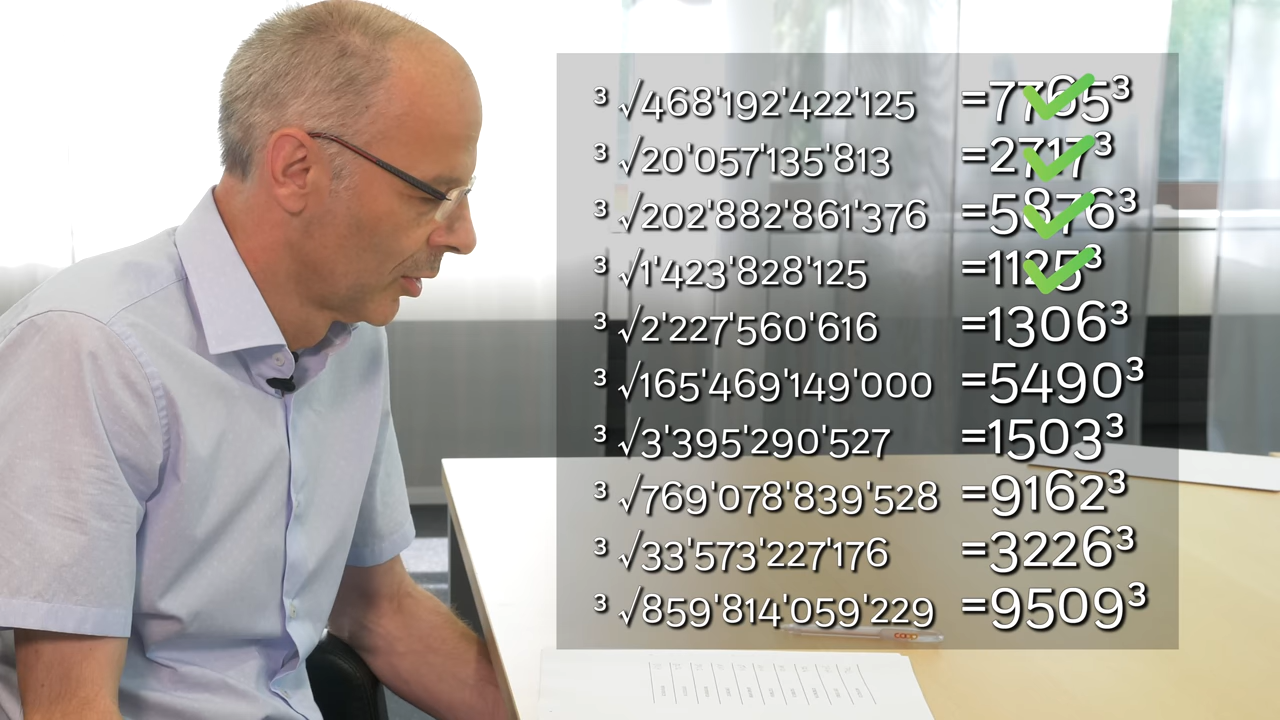 ³ √468'192'422'125 =7765³
³ √20'057'135'813 =2717³
³ √202'882'861'376 =5876³
³ √1'423'828'125 =1125³
³ √2'227'560'616 =1306³
³ √165'469'149'000 =5490³
³ √3'395'290'527 =1503³
³ √769'078'839'528 =9162³
³ √33'573'227'176 =3226³
³ √859'814'059'229 =9509³
coop